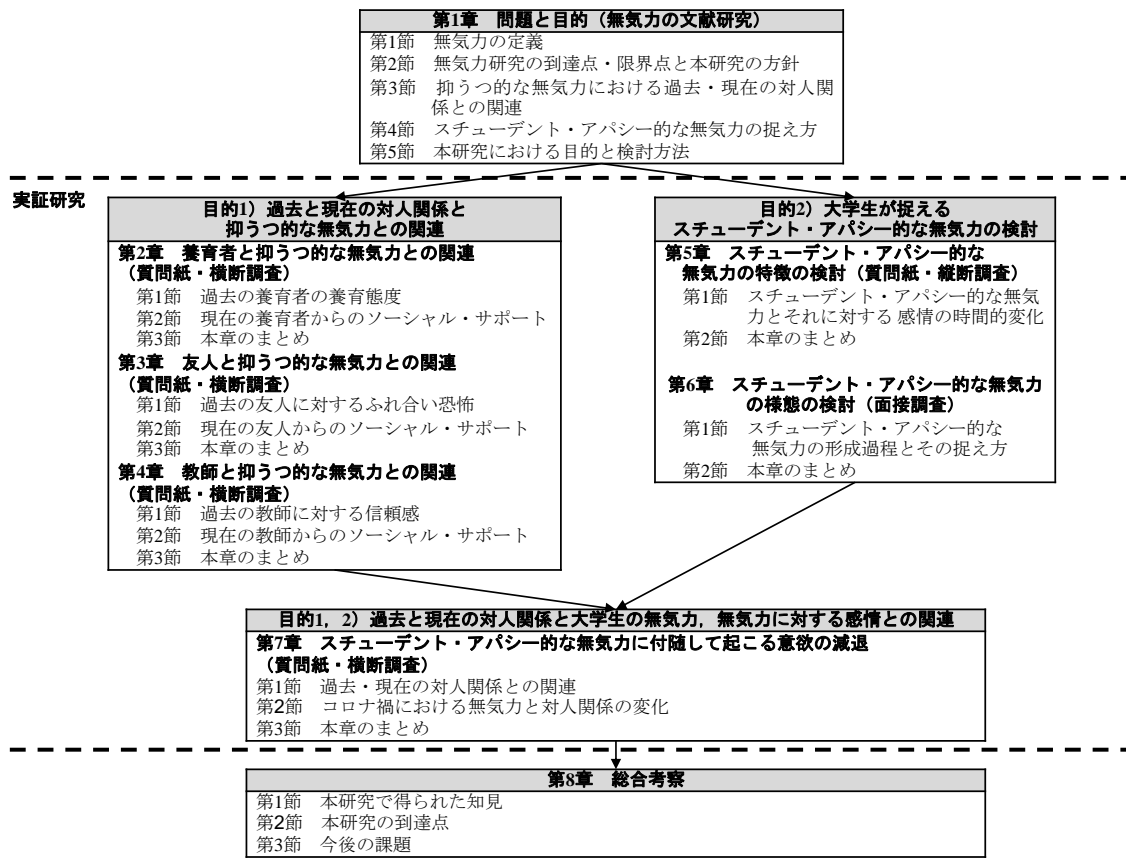 第1章　問題と目的（無気力の文献研究）
第1節　無気力の定義
第2節　無気力研究の到達点・限界点と本研究の方針
第3節　抑うつ的な無気力における過去・現在の対人関
係との関連
第4節　スチューデント・アパシー的な無気力の捉え方
第5節　本研究における目的と検討方法
実証研究
目的1）過去と現在の対人関係と
抑うつ的な無気力との関連
第2章　養育者と抑うつ的な無気力との関連
（質問紙・横断調査）
第1節　過去の養育者の養育態度
第2節　現在の養育者からのソーシャル・サポート
第3節　本章のまとめ
第3章　友人と抑うつ的な無気力との関連
（質問紙・横断調査）
第1節　過去の友人に対するふれ合い恐怖
第2節　現在の友人からのソーシャル・サポート
第3節　本章のまとめ
第4章　教師と抑うつ的な無気力との関連
（質問紙・横断調査）
第1節　過去の教師に対する信頼感
第2節　現在の教師からのソーシャル・サポート
第3節　本章のまとめ
目的2）大学生が捉える
スチューデント・アパシー的な無気力の検討
第5章　スチューデント・アパシー的な
無気力の特徴の検討（質問紙・縦断調査）
第1節　スチューデント・アパシー的な無気
力とそれに対する 感情の時間的変化
第2節　本章のまとめ
第6章　スチューデント・アパシー的な無気力
の様態の検討（面接調査）
第1節　スチューデント・アパシー的な
無気力の形成過程とその捉え方
第2節　本章のまとめ
目的1，2）過去と現在の対人関係と大学生の無気力，無気力に対する感情との関連
第7章　スチューデント・アパシー的な無気力に付随して起こる意欲の減退
（質問紙・横断調査）
第1節　過去・現在の対人関係との関連
第2節　コロナ禍における無気力と対人関係の変化
第3節　本章のまとめ
第8章　総合考察
第1節　本研究で得られた知見
第2節　本研究の到達点
第3節　今後の課題